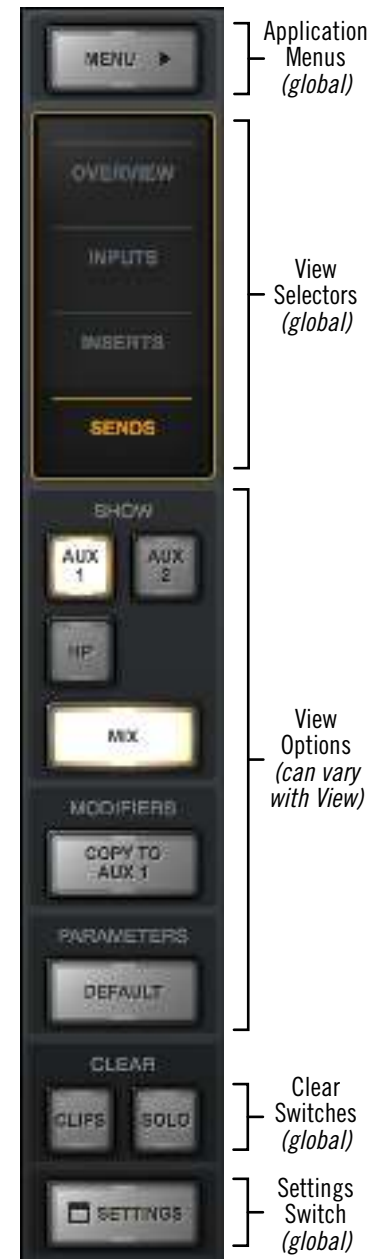 MENU
Application
Menus
(global)
OVERVIEW
INPUTS
INSERTS
SENDS
View
Selectors
(global)
SHOW
AUX
1
AUX
2
HP
MIX
MODIFIERS
COPY TO
AUX 1
PARAMETERS
DEFAULT
View
Options
(can vary
with View)
CLEAR
CLIPS
SOLO
Clear
Switches
(global)
SETTINGS
Settings
Switch
(global)